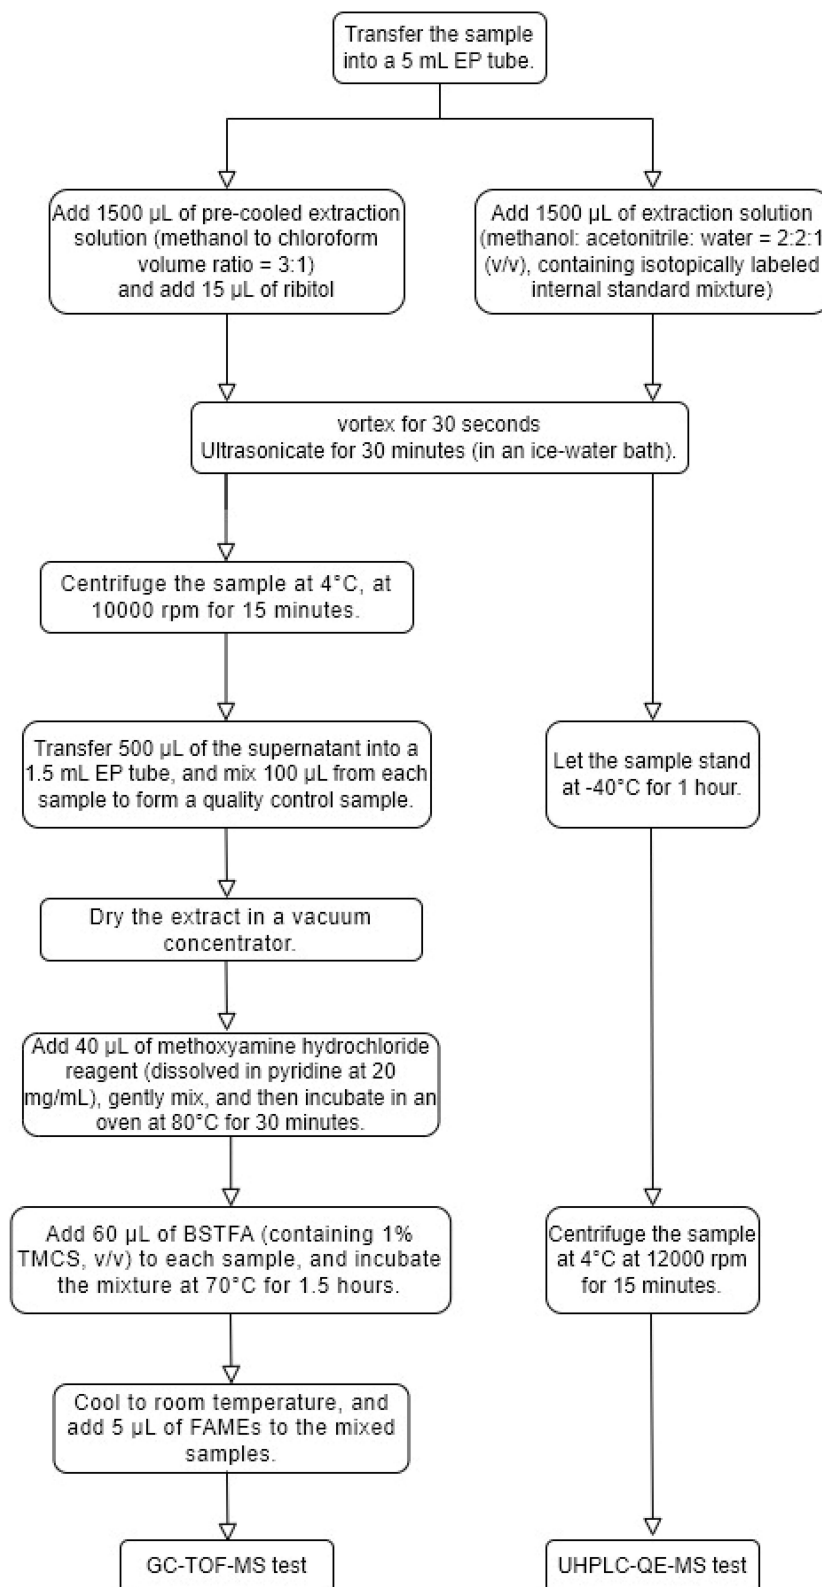 Transfer the sample
into a 5 mL EP tube.
Add 1500 µL of pre-cooled extraction
solution (methanol to chloroform
volume ratio = 3:1)
and add 15 µL of ribitol
Add 1500 µL of extraction solution
(methanol: acetonitrile: water = 2:2:1
(v/v), containing isotopically labeled
internal standard mixture)
vortex for 30 seconds
Ultrasonicate for 30 minutes (in an ice-water bath).
Centrifuge the sample at 4°C, at
10000 rpm for 15 minutes.
Transfer 500 µL of the supernatant into a
1.5 mL EP tube, and mix 100 µL from each
sample to form a quality control sample.
Let the sample stand
at -40°C for 1 hour.
Dry the extract in a vacuum
concentrator.
Add 40 µL of methoxyamine hydrochloride
reagent (dissolved in pyridine at 20
mg/mL), gently mix, and then incubate in an
oven at 80°C for 30 minutes.
Add 60 µL of BSTFA (containing 1%
TMCS, v/v) to each sample, and incubate
the mixture at 70°C for 1.5 hours.
Centrifuge the sample
at 4°C at 12000 rpm
for 15 minutes.
Cool to room temperature, and
add 5 µL of FAMEs to the mixed
samples.
GC-TOF-MS test
UHPLC-QE-MS test